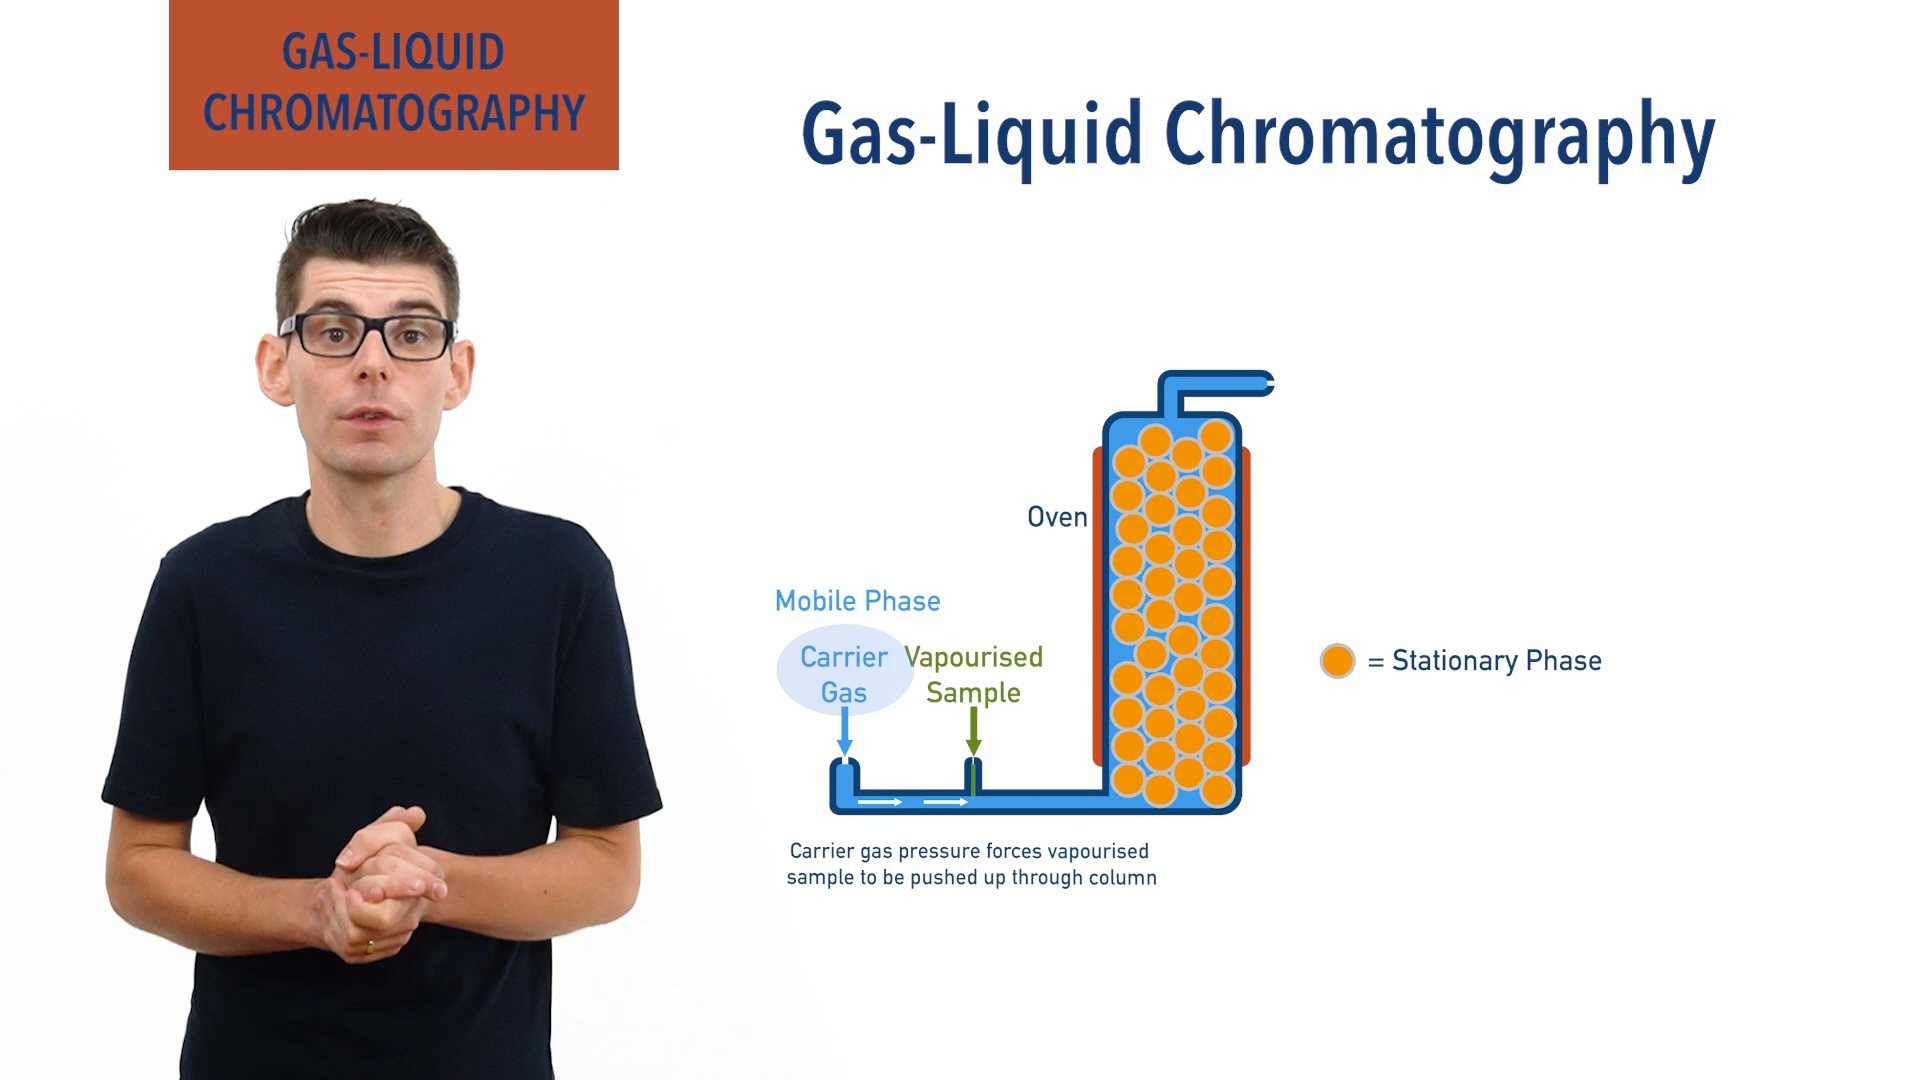 GAS-LIQUID
CHROMATOGRAPHY
Gas-Liquid Chromatography
Oven
Mobile Phase
Carrier
Gas
Vapourised
Sample
= Stationary Phase
Carrier gas pressure forces vapourised
sample to be pushed up through column